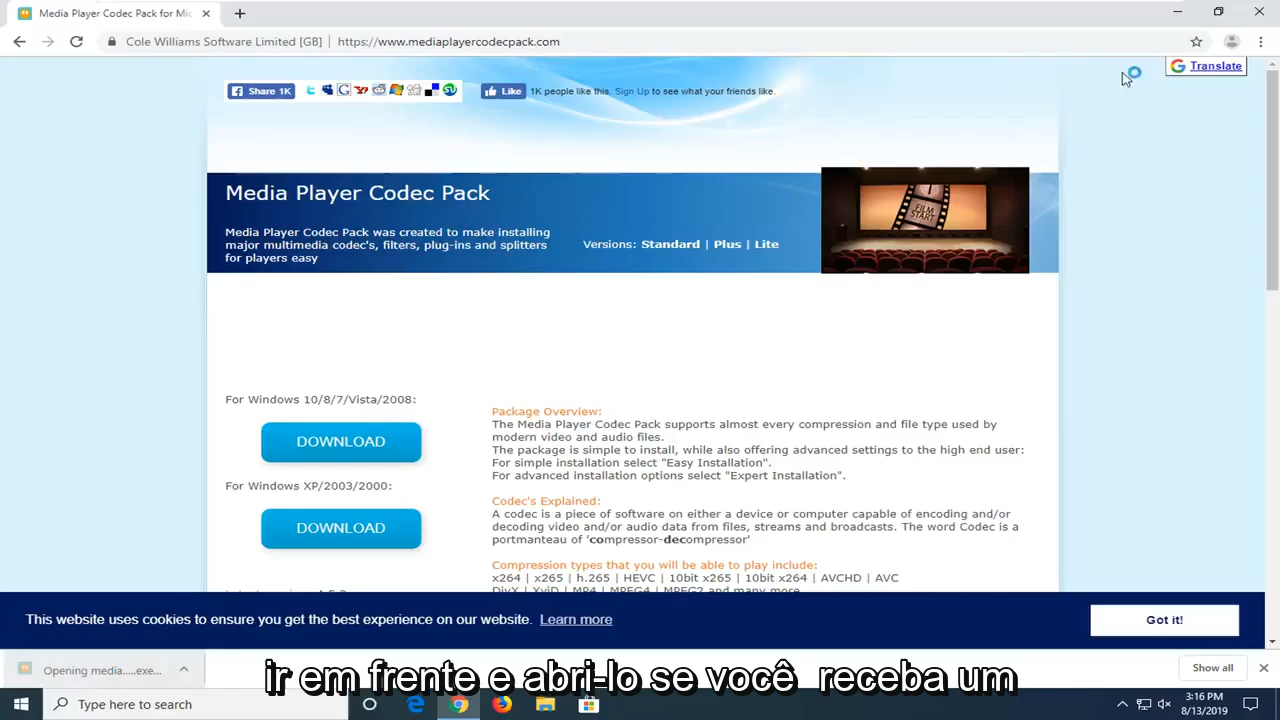 Media Player Codec Pack for Mic
Cole Williams Software Limited [GB] | https://www.mediaplayercodecpack.com
Translate
Share 1K
Like 1K people like this. Sign Up to see what your friends like.
Media Player Codec Pack
Media Player Codec Pack was created to make installing
major multimedia codec's, filters, plug-ins and splitters
for players easy
Versions: Standard | Plus | Lite
FILM
START
For Windows 10/8/7/Vista/2008:
DOWNLOAD
For Windows XP/2003/2000:
DOWNLOAD
Package Overview:
The Media Player Codec Pack supports almost every compression and file type used by
modern video and audio files.
The package is simple to install, while also offering advanced settings to the high end user:
For simple installation select "Easy Installation".
For advanced installation options select "Expert Installation".
Codec's Explained:
A codec is a piece of software on either a device or computer capable of encoding and/or
decoding video and/or audio data from files, streams and broadcasts. The word Codec is a
portmanteau of 'compressor-decompressor'
Compression types that you will be able to play include:
x264 | x265 | h.265 | HEVC | 10bit x265 | 10bit x264 | AVCHD | AVC
DivX | XviD | MP4 | MPEG4 | MPEG2 and many more
This website uses cookies to ensure you get the best experience on our website. Learn more
Got it!
Opening media.....exe...
Show all
ir em frente e abri-lo se você receba um
Type here to search
3:16 PM
8/13/2019